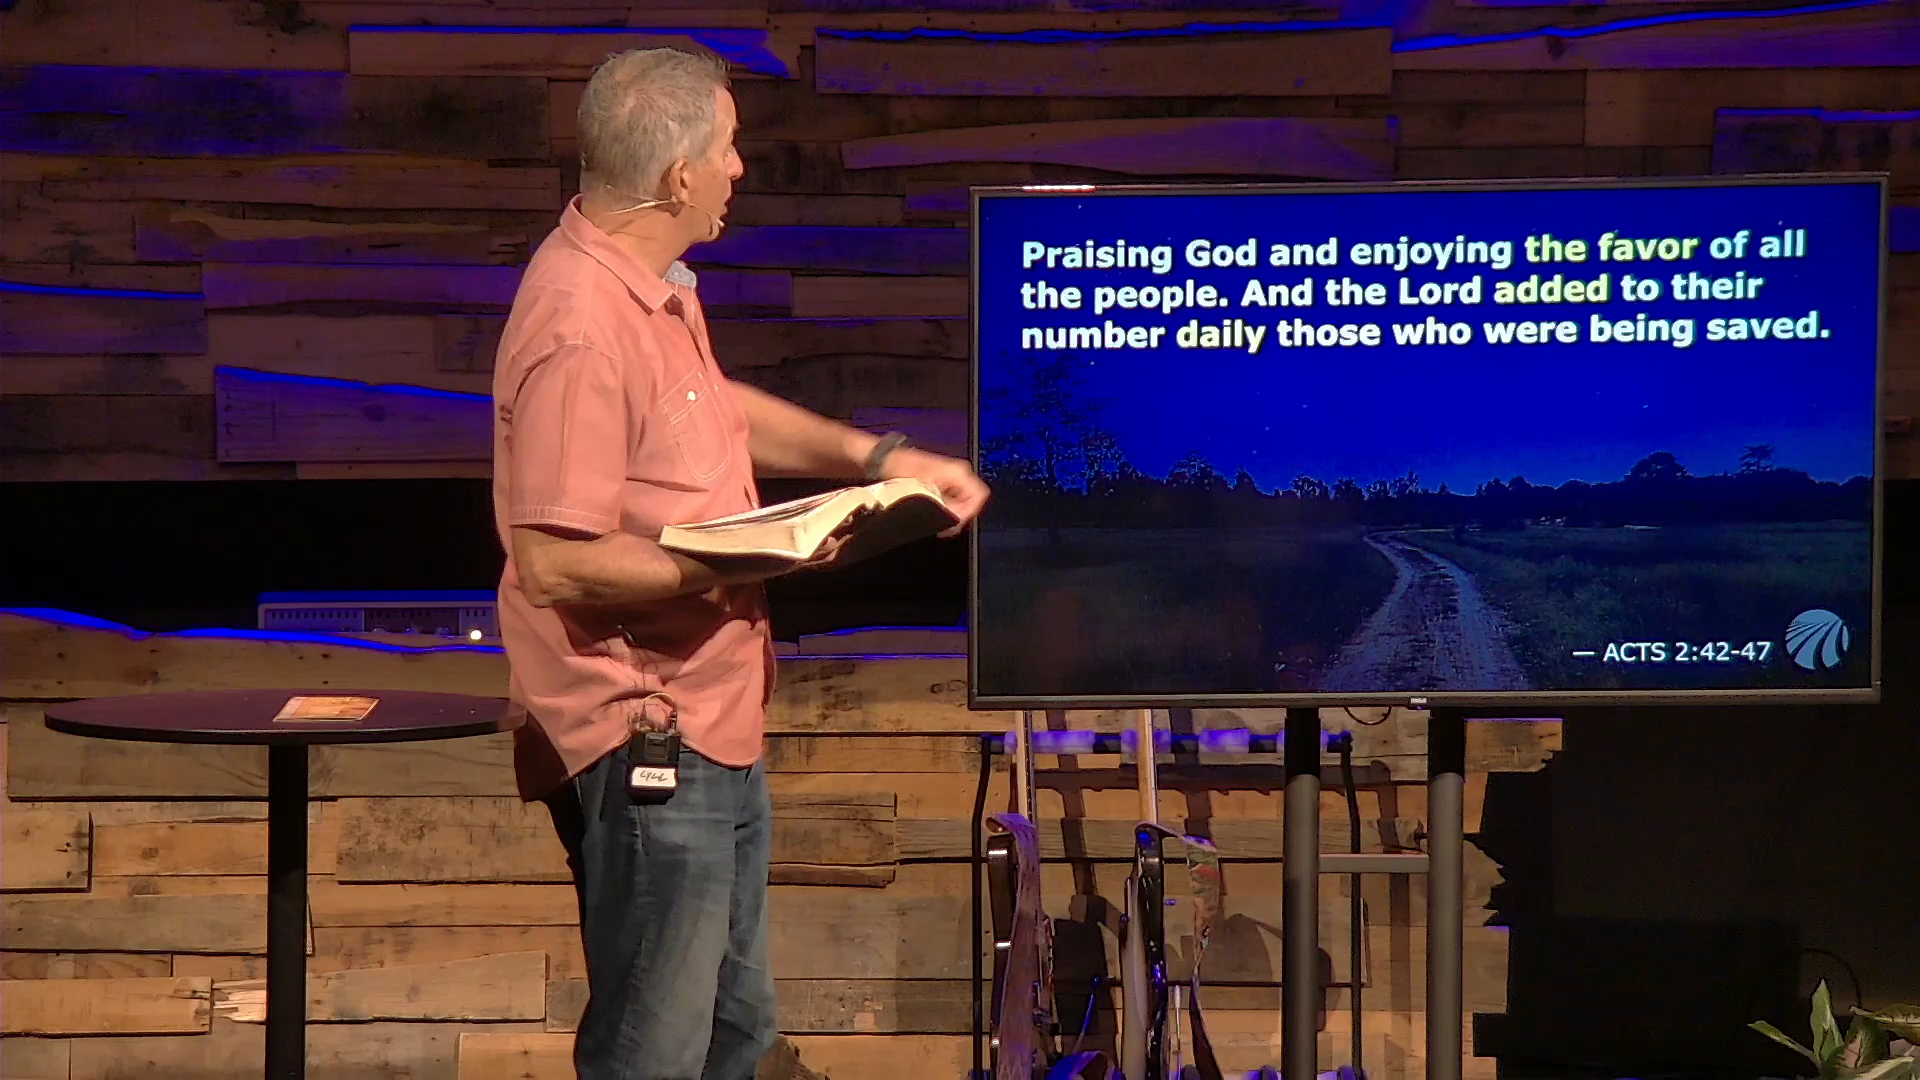 Praising God and enjoying the favor of all
the people. And the Lord added to their
number daily those who were being saved.
— ACTS 2:42-47